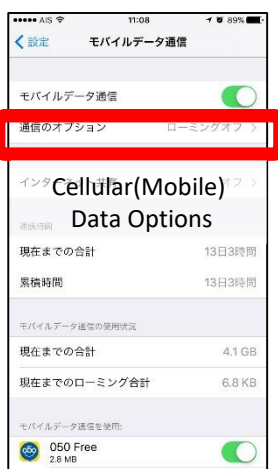 AIS 11:08 89%
設定 モバイルデータ通信
モバイルデータ通信
通信のオプション ローミングオフ
Cellular(Mobile)
Data Options
通話時間
現在までの合計 13日3時間
累積時間 13日3時間
モバイルデータ通信の使用状況
現在までの合計 4.1 GB
現在までのローミング合計 6.8 KB
モバイルデータ通信を使用:
050 Free
2.8 MB